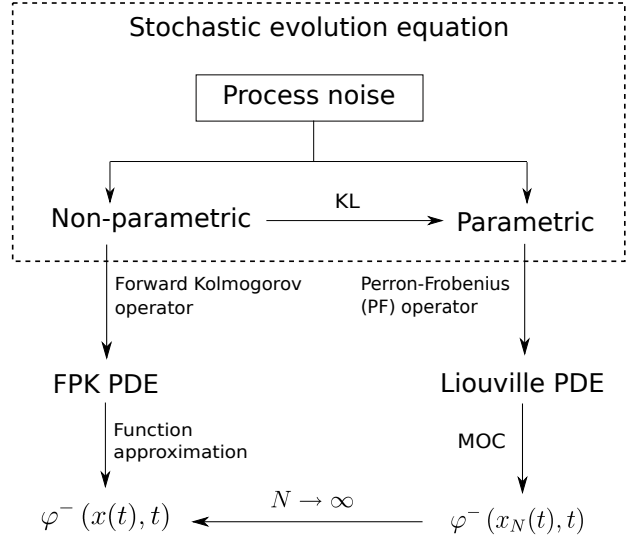 Stochastic evolution equation
Process noise
Non-parametric
KL
Parametric
Forward Kolmogorov
operator
Perron-Frobenius
(PF) operator
FPK PDE
Liouville PDE
Function
approximation
MOC
φ⁻ (x(t), t)
N → ∞
φ⁻ (x_N(t), t)